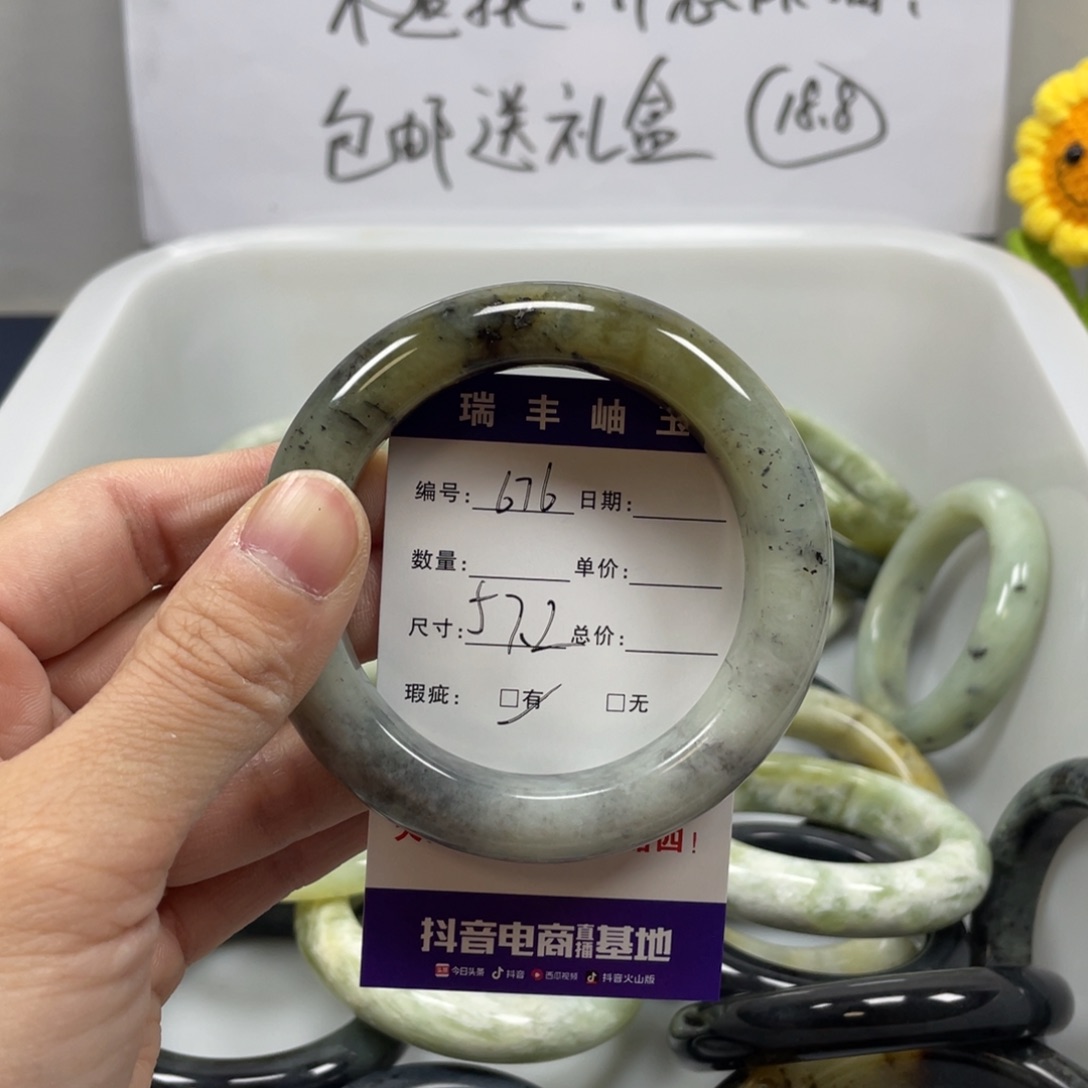 包邮送礼盒 18.8
瑞丰岫玉
编号: 676 日期:
数量: 单价:
尺寸: 572 总价:
瑕疵: □有 □无
抖音电商直播基地
今日头条 抖音 西瓜视频 抖音火山版